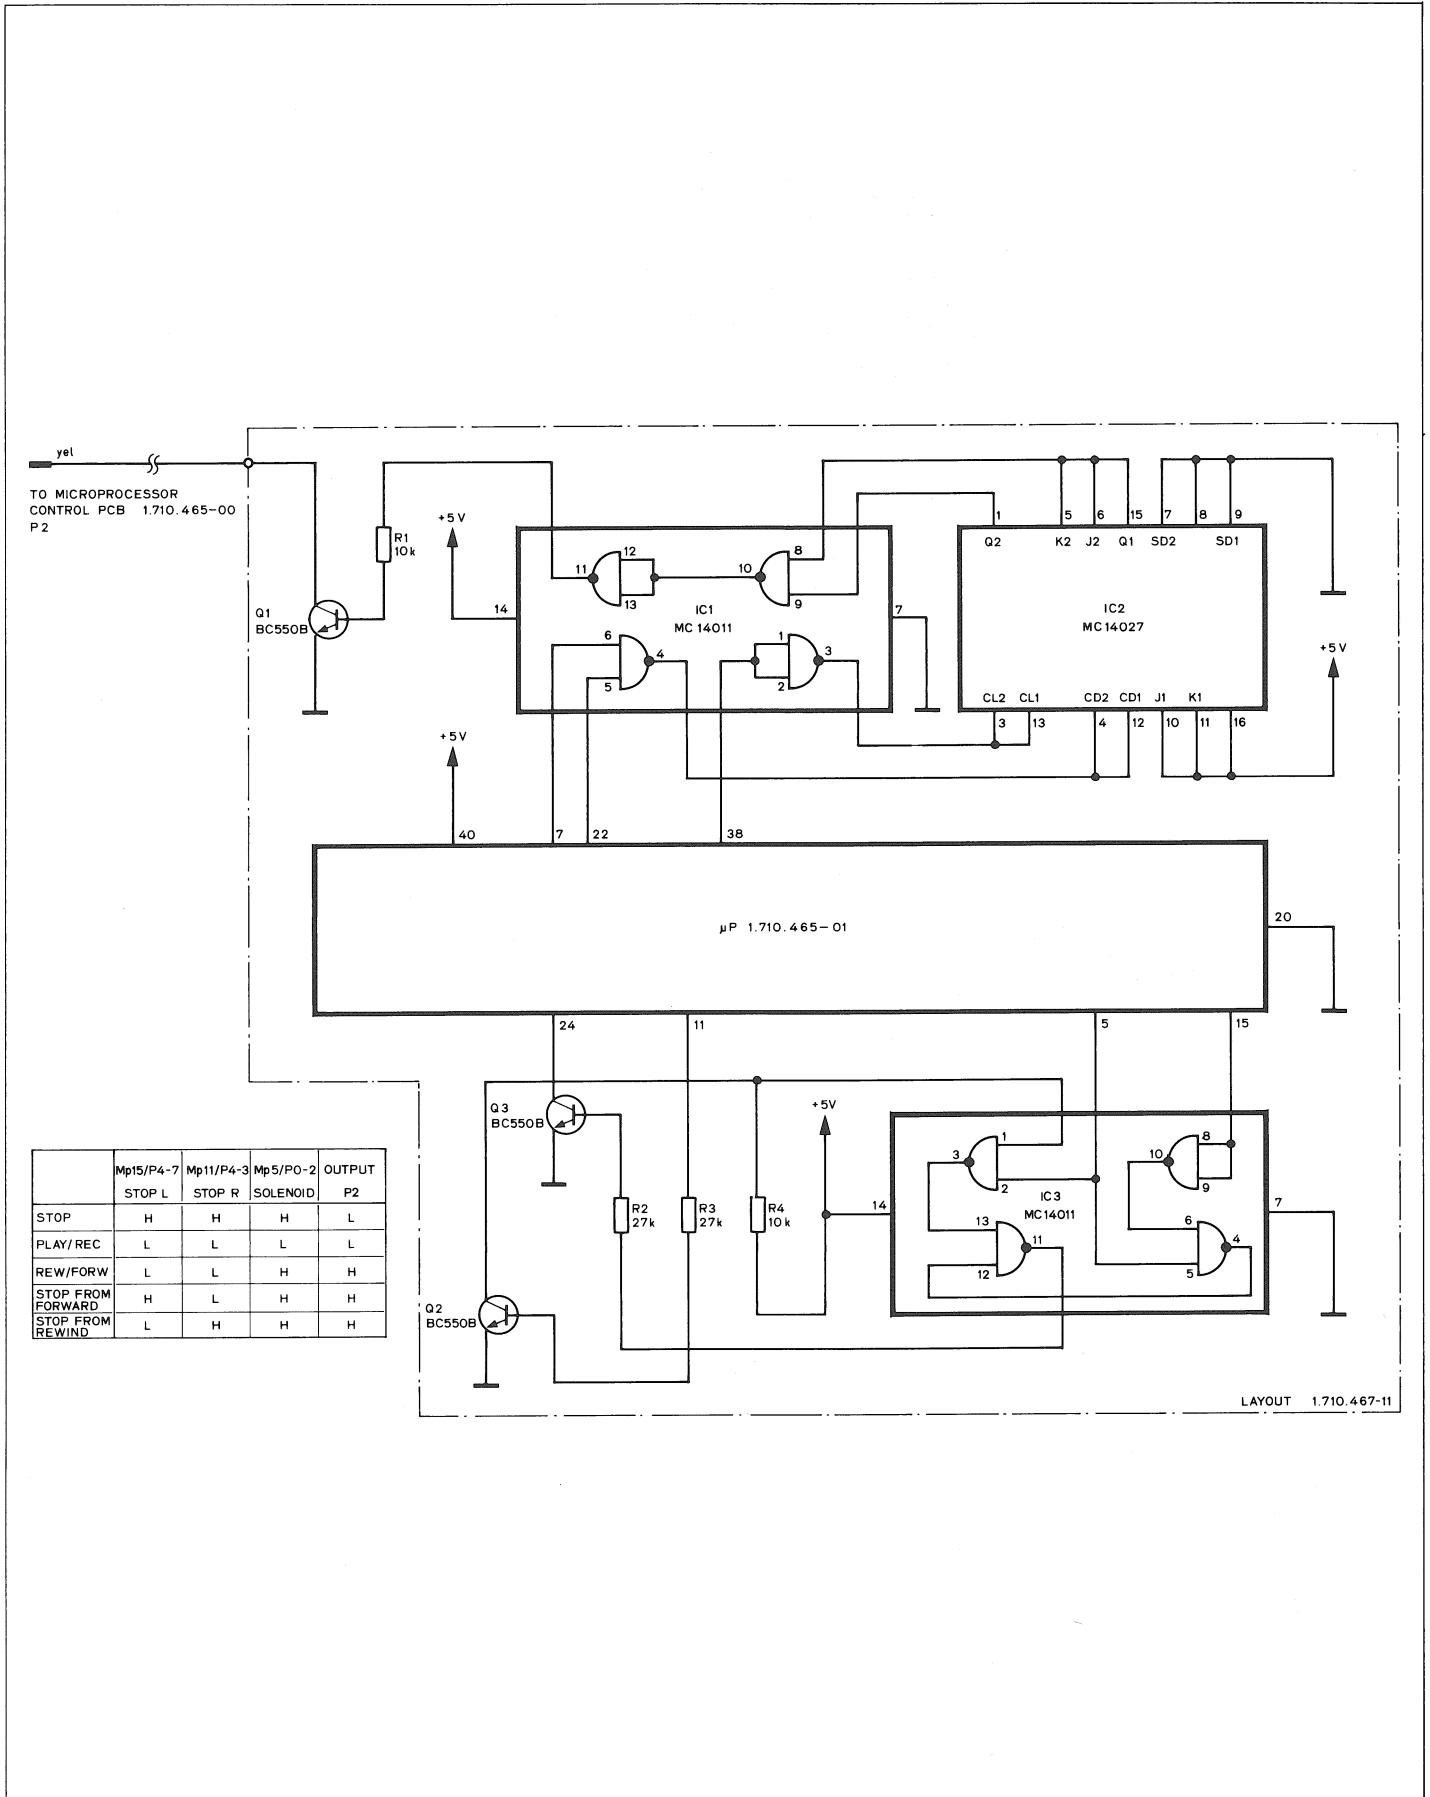 yel
TO MICROPROCESSOR
CONTROL PCB 1.710.465-00
P2
R1
10k
+5V
Q1
BC550B
14
11
12
13
10
8
9
IC1
MC14011
7
6
5
4
1
2
3
1
5
6
15
7
8
9
Q2
K2
J2
Q1
SD2
SD1
IC2
MC14027
CL2
CL1
CD2
CD1
J1
K1
3
13
4
12
10
11
16
+5V
+5V
40
7
22
38
µP 1.710.465-01
20
24
11
5
15
Q3
BC550B
+5V
R2
27k
R3
27k
R4
10k
14
3
1
2
10
8
9
IC3
MC14011
7
13
12
11
6
5
4
Q2
BC550B
Mp15/P4-7 Mp11/P4-3 Mp5/P0-2 OUTPUT
STOP L STOP R SOLENOID P2
STOP H H H L
PLAY/REC L L L L
REW/FORW L L H H
STOP FROM FORWARD H L H H
STOP FROM REWIND L H H H
LAYOUT 1.710.467-11